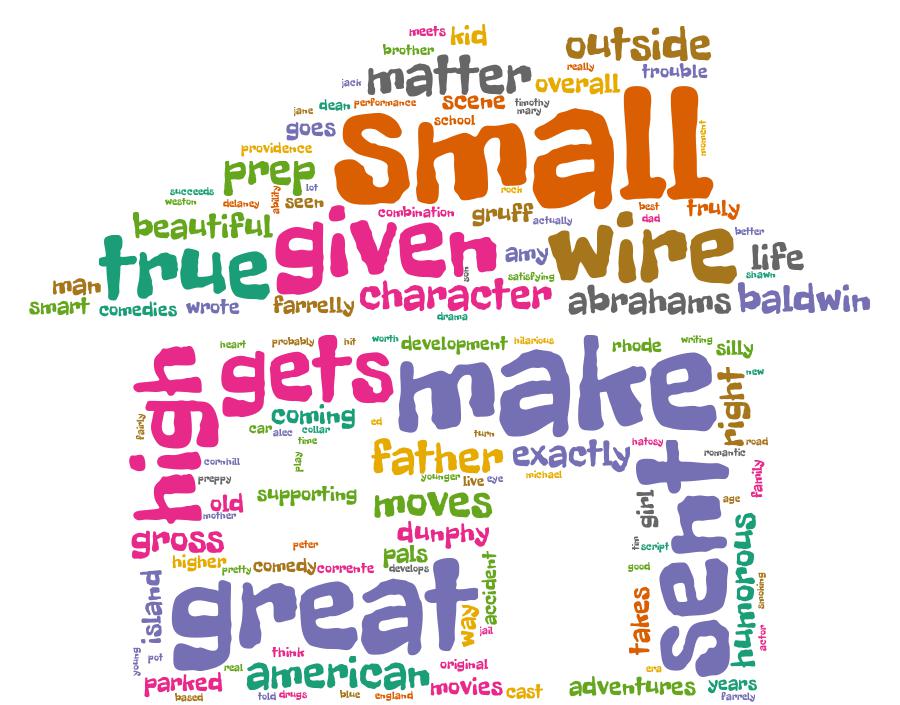 meets kid
brother outside
really
jack matter overall trouble
jane dean performance scene timothy
mary
goes school small moment
providence
prep rock
succeeds ability lot
weston delaney seen combination gruff best truly
dad
beautiful given actually better
true amy wire life
son satisfying shawn
man
smart comedies wrote farrelly character abrahams baldwin
drama
heart probably hit worth development hilarious rhode writing silly
high gets make right new
coming
fairly car alec collar ed turn hatosy road
time father exactly romantic
cornhill play younger live eye michael family
preppy
old supporting moves girl age
mother
gross dunphy sent
peter pals tim script
higher pretty comedy corrente develops good
island great accident humorous
way takes smoking
jail actor
young pot think real era
parked american original
movies cast adventures years
based told drugs blue england farrely